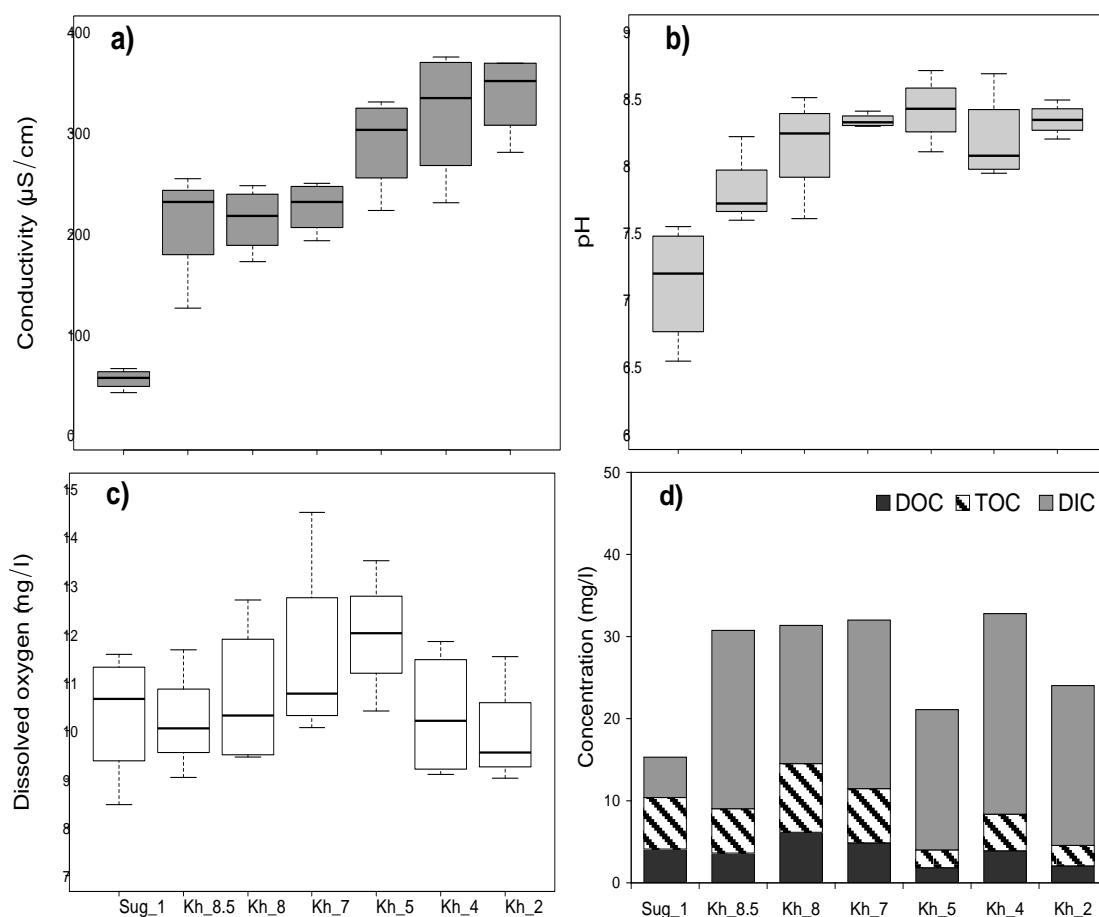 a)
Conductivity (µS/cm)
400
300
200
100
0
b)
pH
9
8.5
8
7.5
7
6.5
6
c)
Dissolved oxygen (mg/l)
15
14
13
12
11
10
9
8
7
Sug_1 Kh_8.5 Kh_8 Kh_7 Kh_5 Kh_4 Kh_2
d)
DOC TOC DIC
Concentration (mg/l)
50
40
30
20
10
0
Sug_1 Kh_8.5 Kh_8 Kh_7 Kh_5 Kh_4 Kh_2